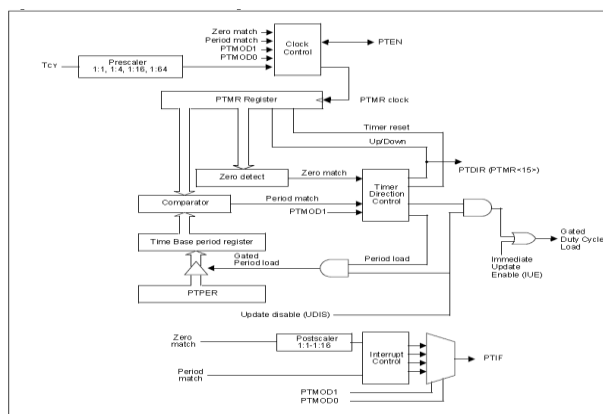 Zero match
Period match
PTMOD1
PTMOD0
Clock
Control
PTEN
TCY
Prescaler
1:1, 1:4, 1:16, 1:64
PTMR Register
PTMR clock
Timer reset
Up/Down
PTDIR (PTMR<15>)
Zero detect
Zero match
Timer
Direction
Control
Comparator
Period match
PTMOD1
Time Base period register
Gated
Period load
Period load
Gated
Duty Cycle
Load
Immediate
Update
Enable (IUE)
PTPER
Update disable (UDIS)
Zero
match
Postscaler
1:1-1:16
Interrupt
Control
PTIF
Period
match
PTMOD1
PTMOD0